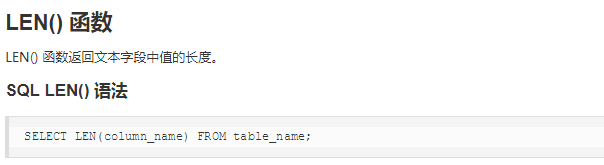 LEN() 函数
LEN() 函数返回文本字段中值的长度。
SQL LEN() 语法
SELECT LEN(column_name) FROM table_name;